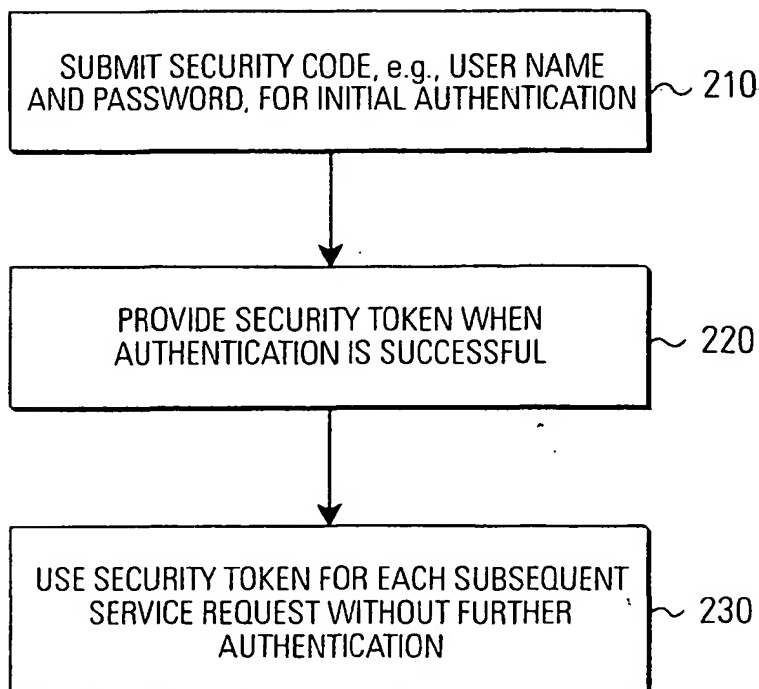 SUBMIT SECURITY CODE, e.g., USER NAME
AND PASSWORD, FOR INITIAL AUTHENTICATION
210
PROVIDE SECURITY TOKEN WHEN
AUTHENTICATION IS SUCCESSFUL
220
USE SECURITY TOKEN FOR EACH SUBSEQUENT
SERVICE REQUEST WITHOUT FURTHER
AUTHENTICATION
230